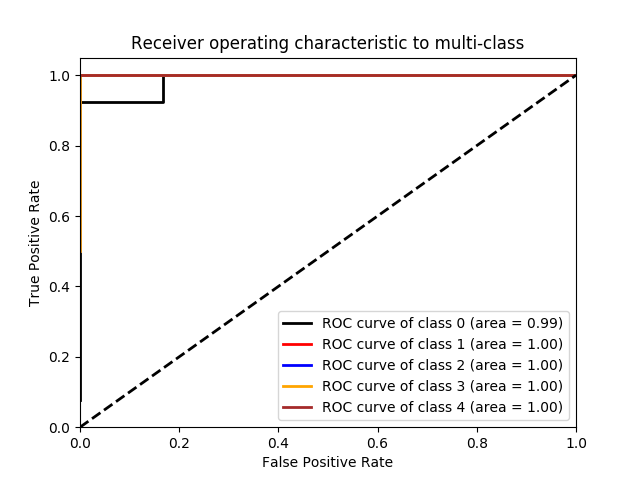 Receiver operating characteristic to multi-class
1.0
0.8
0.6
0.4
0.2
0.0
True Positive Rate
ROC curve of class 0 (area = 0.99)
ROC curve of class 1 (area = 1.00)
ROC curve of class 2 (area = 1.00)
ROC curve of class 3 (area = 1.00)
ROC curve of class 4 (area = 1.00)
0.0 0.2 0.4 0.6 0.8 1.0
False Positive Rate